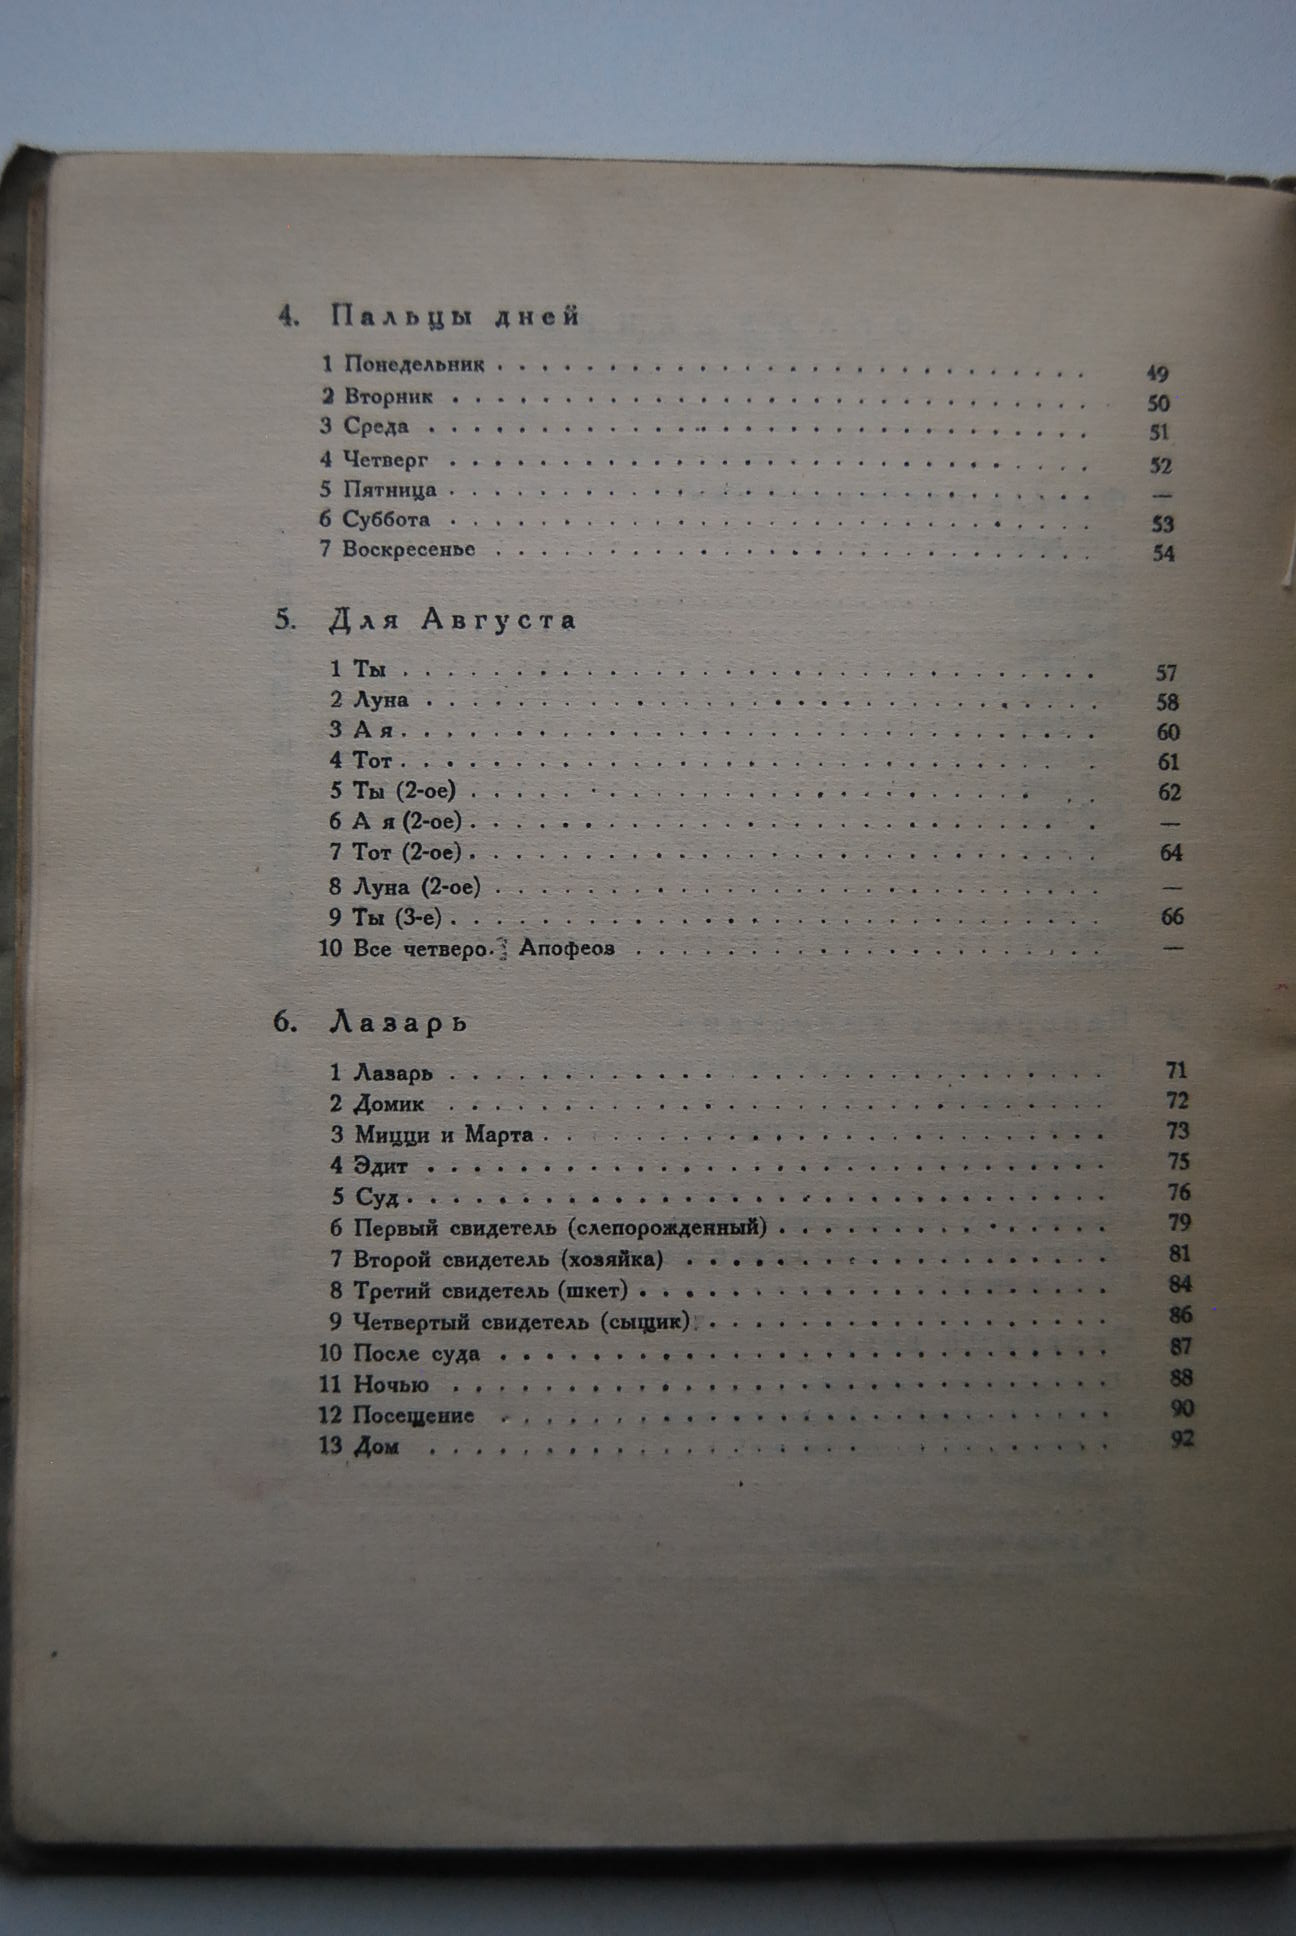 4. Пальцы дней
1 Понедельник . . . . . . . . . . . . . . . . . . . . . . . . . . 49
2 Вторник . . . . . . . . . . . . . . . . . . . . . . . . . . . . 50
3 Среда . . . . . . . . . . . . . . . . . . . . . . . . . . . . . 51
4 Четверг . . . . . . . . . . . . . . . . . . . . . . . . . . . . 52
5 Пятница . . . . . . . . . . . . . . . . . . . . . . . . . . . . —
6 Суббота . . . . . . . . . . . . . . . . . . . . . . . . . . . . 53
7 Воскресенье . . . . . . . . . . . . . . . . . . . . . . . . . . 54
5. Для Августа
1 Ты . . . . . . . . . . . . . . . . . . . . . . . . . . . . . . 57
2 Луна . . . . . . . . . . . . . . . . . . . . . . . . . . . . . 58
3 А я . . . . . . . . . . . . . . . . . . . . . . . . . . . . . . 60
4 Тот . . . . . . . . . . . . . . . . . . . . . . . . . . . . . . 61
5 Ты (2-ое) . . . . . . . . . . . . . . . . . . . . . . . . . . . 62
6 А я (2-ое) . . . . . . . . . . . . . . . . . . . . . . . . . . . —
7 Тот (2-ое) . . . . . . . . . . . . . . . . . . . . . . . . . . . 64
8 Луна (2-ое) . . . . . . . . . . . . . . . . . . . . . . . . . . —
9 Ты (3-е) . . . . . . . . . . . . . . . . . . . . . . . . . . . . 66
10 Все четверо. Апофеоз . . . . . . . . . . . . . . . . . . . . . —
6. Лазарь
1 Лазарь . . . . . . . . . . . . . . . . . . . . . . . . . . . . 71
2 Домик . . . . . . . . . . . . . . . . . . . . . . . . . . . . 72
3 Мицци и Марта . . . . . . . . . . . . . . . . . . . . . . . . . 73
4 Эдит . . . . . . . . . . . . . . . . . . . . . . . . . . . . . 75
5 Суд . . . . . . . . . . . . . . . . . . . . . . . . . . . . . . 76
6 Первый свидетель (слепорожденный) . . . . . . . . . . . . . . . 79
7 Второй свидетель (хозяйка) . . . . . . . . . . . . . . . . . . . 81
8 Третий свидетель (шкет) . . . . . . . . . . . . . . . . . . . . 84
9 Четвертый свидетель (сыщик) . . . . . . . . . . . . . . . . . . 86
10 После суда . . . . . . . . . . . . . . . . . . . . . . . . . . 87
11 Ночью . . . . . . . . . . . . . . . . . . . . . . . . . . . . 88
12 Посещение . . . . . . . . . . . . . . . . . . . . . . . . . . 90
13 Дом . . . . . . . . . . . . . . . . . . . . . . . . . . . . . 92